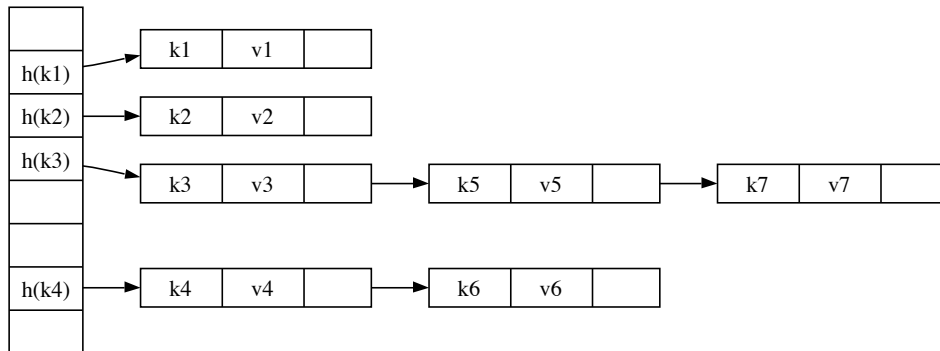 h(k1) k1 v1
h(k2) k2 v2
h(k3) k3 v3 k5 v5 k7 v7
h(k4) k4 v4 k6 v6